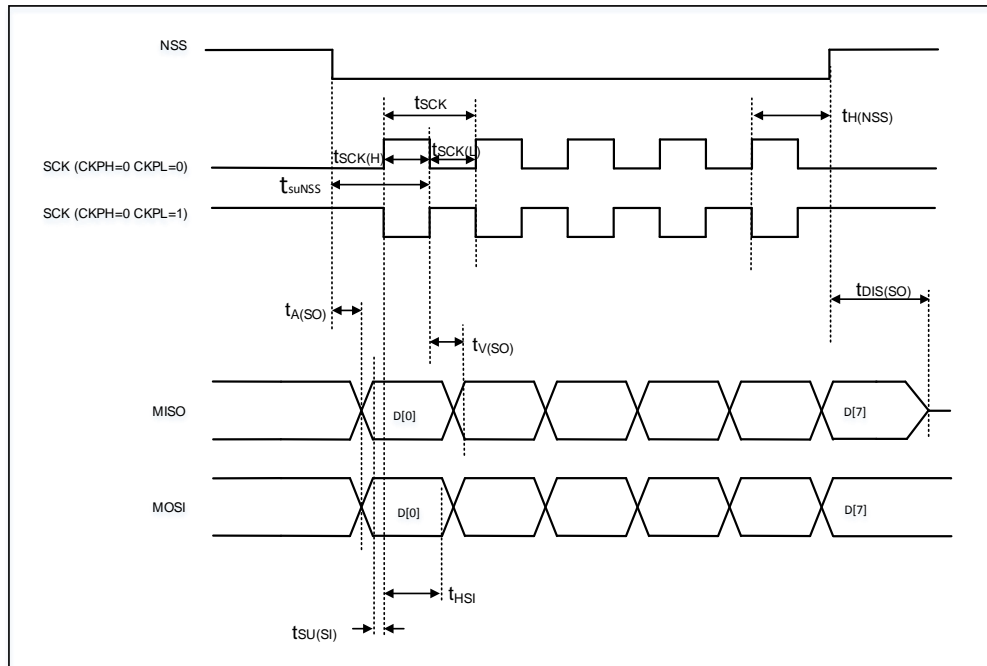 NSS
tSCK
tH(NSS)
tSCK(H)
tSCK(L)
SCK (CKPH=0 CKPL=0)
tsuNSS
SCK (CKPH=0 CKPL=1)
tDIS(SO)
tA(SO)
tV(SO)
MISO
D[0]
D[7]
MOSI
D[0]
D[7]
tHSI
tSU(SI)